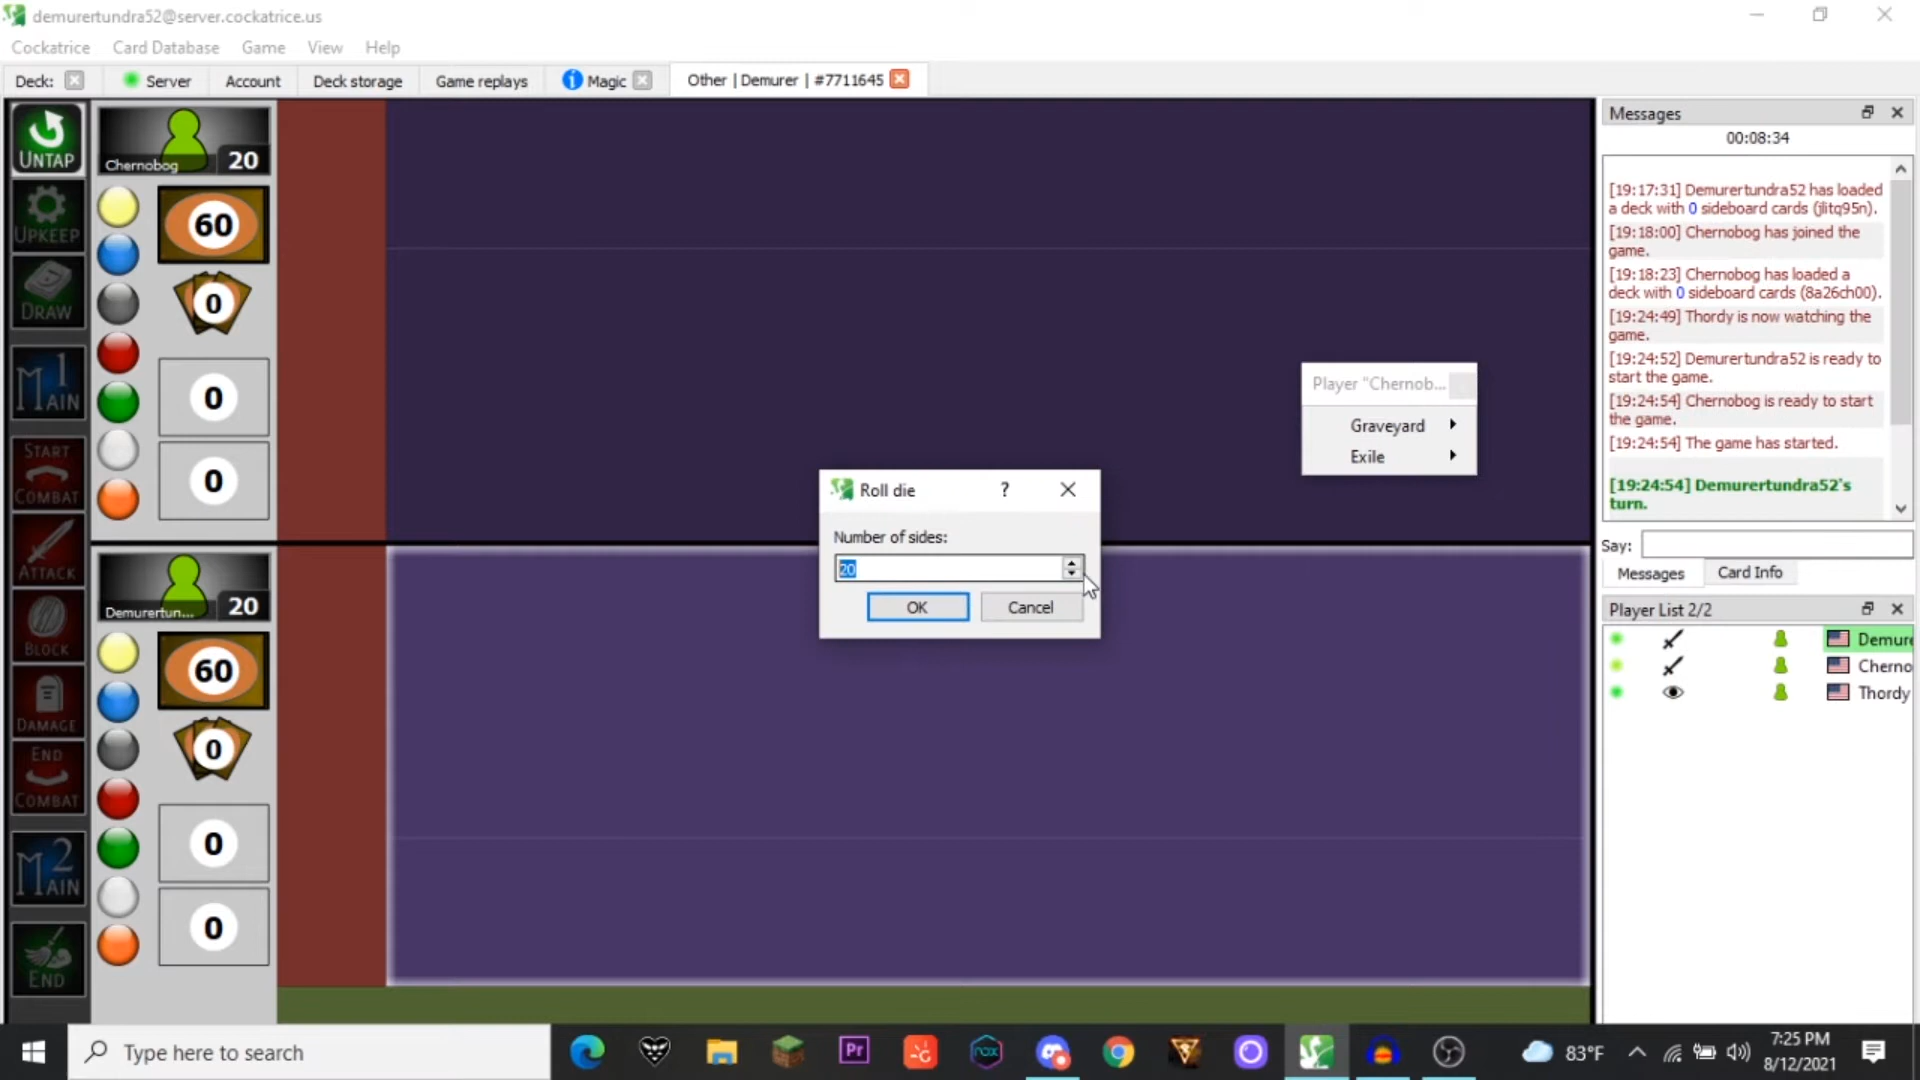 demurertundra52@server.cockatrice.us
Cockatrice Card Database Game View Help
Deck: Server Account Deck storage Game replays Magic Other | Demurer | #7711645
UNTAP
UPKEEP
DRAW
M1AIN
START
COMBAT
ATTACK
BLOCK
DAMAGE
END
COMBAT
M2AIN
END
Chernobog 20
60
0
0
0
Demurertun... 20
60
0
0
0
Player "Chernob...
Graveyard
Exile
Roll die ?
Number of sides:
20
OK Cancel
Messages
00:08:34
[19:17:31] Demurertundra52 has loaded
a deck with 0 sideboard cards (jlitq95n).
[19:18:00] Chernobog has joined the
game.
[19:18:23] Chernobog has loaded a
deck with 0 sideboard cards (8a26ch00).
[19:24:49] Thordy is now watching the
game.
[19:24:52] Demurertundra52 is ready to
start the game.
[19:24:54] Chernobog is ready to start
the game.
[19:24:54] The game has started.
[19:24:54] Demurertundra52's
turn.
Say:
Messages Card Info
Player List 2/2
Demure
Cherno
Thordy
Type here to search
Pr
nox
83°F
7:25 PM
8/12/2021